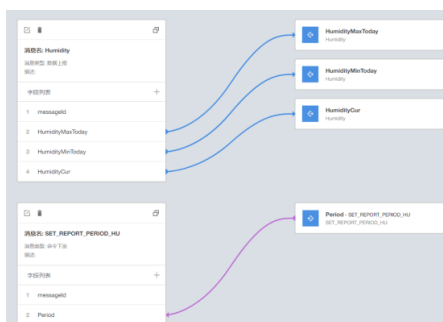 消息名: Humidity
消息类型: 数据上报
描述:
字段列表
1 messageId
2 HumidityMaxToday
3 HumidityMinToday
4 HumidityCur
HumidityMaxToday
Humidity
HumidityMinToday
Humidity
HumidityCur
Humidity
消息名: SET_REPORT_PERIOD_HU
消息类型: 命令下发
描述:
字段列表
1 messageId
2 Period
Period - SET_REPORT_PERIOD_HU
SET_REPORT_PERIOD_HU